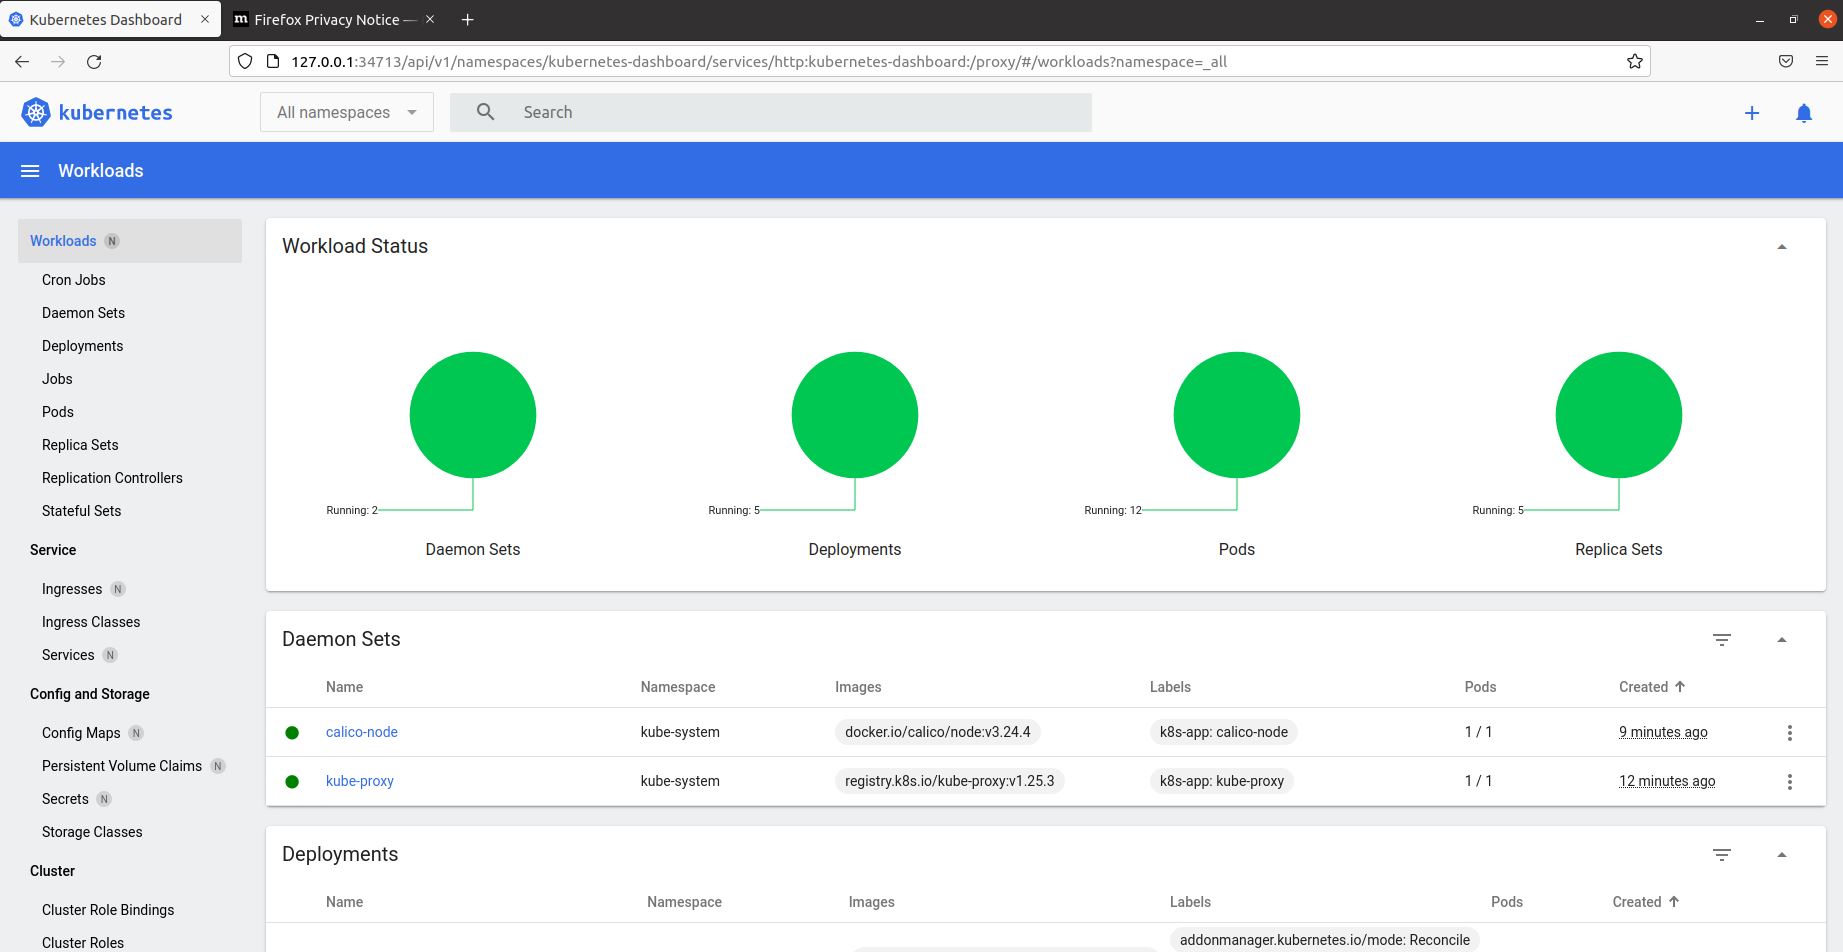 Kubernetes Dashboard
Firefox Privacy Notice —
127.0.0.1:34713/api/v1/namespaces/kubernetes-dashboard/services/http:kubernetes-dashboard:/proxy/#/workloads?namespace=_all
kubernetes
All namespaces
Search
Workloads
Workloads N
Cron Jobs
Daemon Sets
Deployments
Jobs
Pods
Replica Sets
Replication Controllers
Stateful Sets
Service
Ingresses N
Ingress Classes
Services N
Config and Storage
Config Maps N
Persistent Volume Claims N
Secrets N
Storage Classes
Cluster
Cluster Role Bindings
Cluster Roles
Workload Status
Running: 2
Running: 5
Running: 12
Running: 5
Daemon Sets
Deployments
Pods
Replica Sets
Daemon Sets
Name Namespace Images Labels Pods Created
calico-node kube-system docker.io/calico/node:v3.24.4 k8s-app: calico-node 1 / 1 9 minutes ago
kube-proxy kube-system registry.k8s.io/kube-proxy:v1.25.3 k8s-app: kube-proxy 1 / 1 12 minutes ago
Deployments
Name Namespace Images Labels Pods Created
addonmanager.kubernetes.io/mode: Reconcile